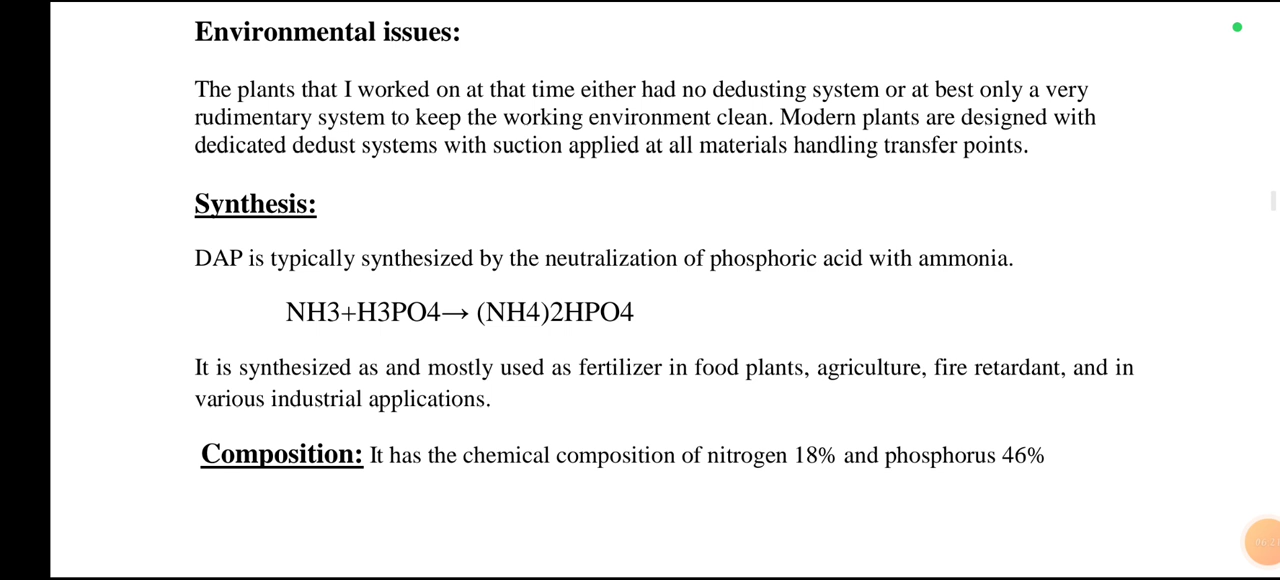 Environmental issues:
The plants that I worked on at that time either had no dedusting system or at best only a very
rudimentary system to keep the working environment clean. Modern plants are designed with
dedicated dedust systems with suction applied at all materials handling transfer points.
Synthesis:
DAP is typically synthesized by the neutralization of phosphoric acid with ammonia.
NH3+H3PO4→ (NH4)2HPO4
It is synthesized as and mostly used as fertilizer in food plants, agriculture, fire retardant, and in
various industrial applications.
Composition: It has the chemical composition of nitrogen 18% and phosphorus 46%